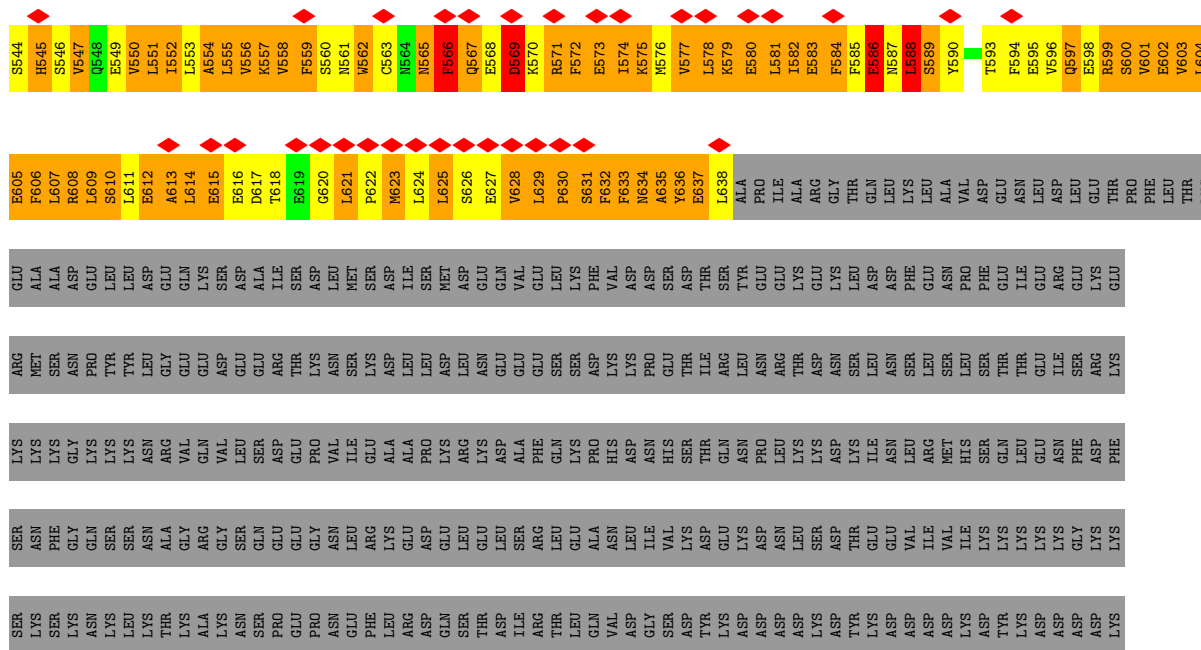 S544 H545 S546 V547 Q548 E549 V550 L551 I552 L553 A554 L555 V556 K557 V558 F559 S560 N561 W562 C563 N564 N565 F566 Q567 E568 D569 K570 R571 F572 E573 I574 K575 M576 V577 L578 K579 E580 L581 I582 E583 F584 F585 E586 N587 L588 S589 Y590 T593 F594 E595 V596 Q597 E598 R599 S600 V601 E602 V603 L604
E605 F606 L607 R608 L609 S610 L611 E612 A613 L614 E615 E616 D617 T618 E619 G620 L621 P622 M623 L624 L625 S626 E627 V628 L629 P630 S631 F632 F633 N634 A635 Y636 E637 L638 ALA PRO ILE ALA ARG GLY THR GLN LEU LYS LEU ALA VAL ASP GLU ASN LEU ASP LEU GLU THR PRO PHE LEU THR
GLU ALA ALA ASP GLU LEU LEU ASP GLU GLN LYS SER ASP ALA ILE SER ASP LEU MET SER ASP ILE SER MET ASP GLU GLN VAL GLU LEU LYS PHE VAL ASP ASP SER ASP THR SER TYR GLU GLU LYS GLU LYS LEU ASP ASP PHE GLU ASN PRO PHE GLU ILE GLU ARG GLU LYS GLU
ARG MET SER ASN PRO TYR TYR LEU GLY GLU GLU ASP GLU GLU ARG THR LYS ASN SER LYS ASP LEU LEU ASP LEU ASN GLU GLU GLU SER SER ASP LYS LYS PRO GLU THR ILE ARG LEU ASN ARG THR ASP ASN SER LEU ASN SER LEU SER LEU SER THR THR GLU ILE SER ARG LYS
LYS LYS LYS GLY LYS LYS LYS ASN ARG VAL GLN VAL LEU SER ASP GLU PRO VAL ILE GLU ALA ALA PRO LYS ARG LYS ASP ALA PHE GLN LYS PRO HIS ASP ASN HIS SER THR GLN ASN PRO LEU LYS LYS ASP LYS ILE ASN LEU ARG MET HIS SER GLN LEU GLU ASN PHE ASP PHE
SER ASN PHE GLY GLN SER SER ASN ALA GLY ARG GLY SER GLN GLU GLU GLY ASN LEU ARG LYS GLU ASP GLU LEU GLU LEU SER ARG LEU GLU ALA ASN LEU ILE VAL LYS ASP GLU LYS ASP ASN LEU SER ASP THR GLU GLU VAL ILE VAL ILE LYS LYS LYS LYS LYS GLY LYS LYS
SER LYS SER LYS ASN LYS LEU LYS THR LYS ALA LYS ASN SER PRO GLU PRO ASN GLU PHE LEU ARG ASP GLN SER THR ASP ILE ARG THR LEU GLN VAL ASP GLY SER ASP TYR LYS ASP ASP ASP ASP LYS ASP TYR LYS ASP ASP ASP ASP LYS ASP TYR LYS ASP ASP ASP ASP LYS